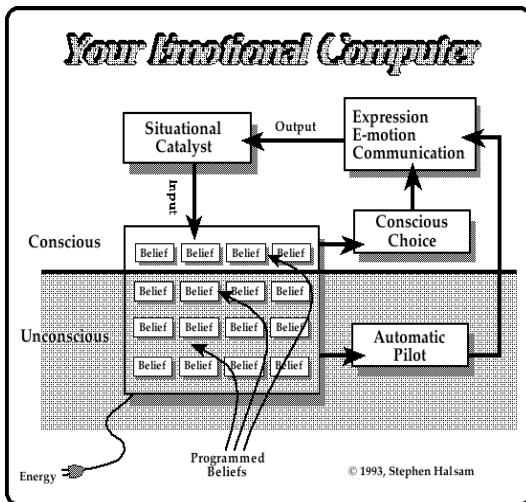 Your Emotional Computer
Situational
Catalyst
Output
Expression
E-motion
Communication
Input
Conscious
Choice
Conscious
Belief Belief Belief Belief
Belief Belief Belief Belief
Unconscious
Belief Belief Belief Belief
Belief Belief Belief Belief
Automatic
Pilot
Programmed
Beliefs
Energy
© 1993, Stephen Halsam